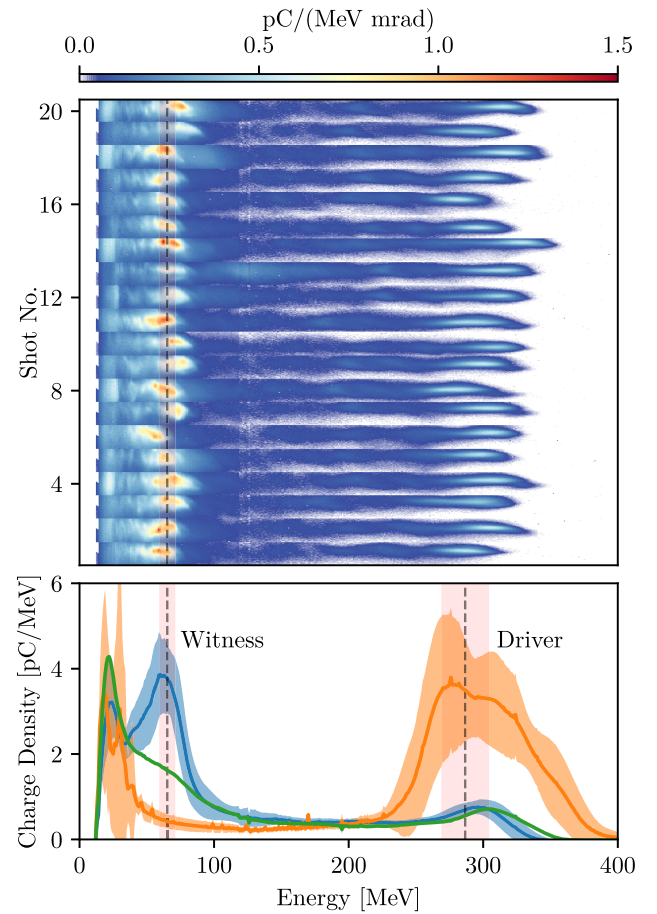 pC/(MeV mrad)
0.0 0.5 1.0 1.5
20
16
12
8
4
Shot No.
6
4
2
0
Charge Density [pC/MeV]
Witness Driver
0 100 200 300 400
Energy [MeV]